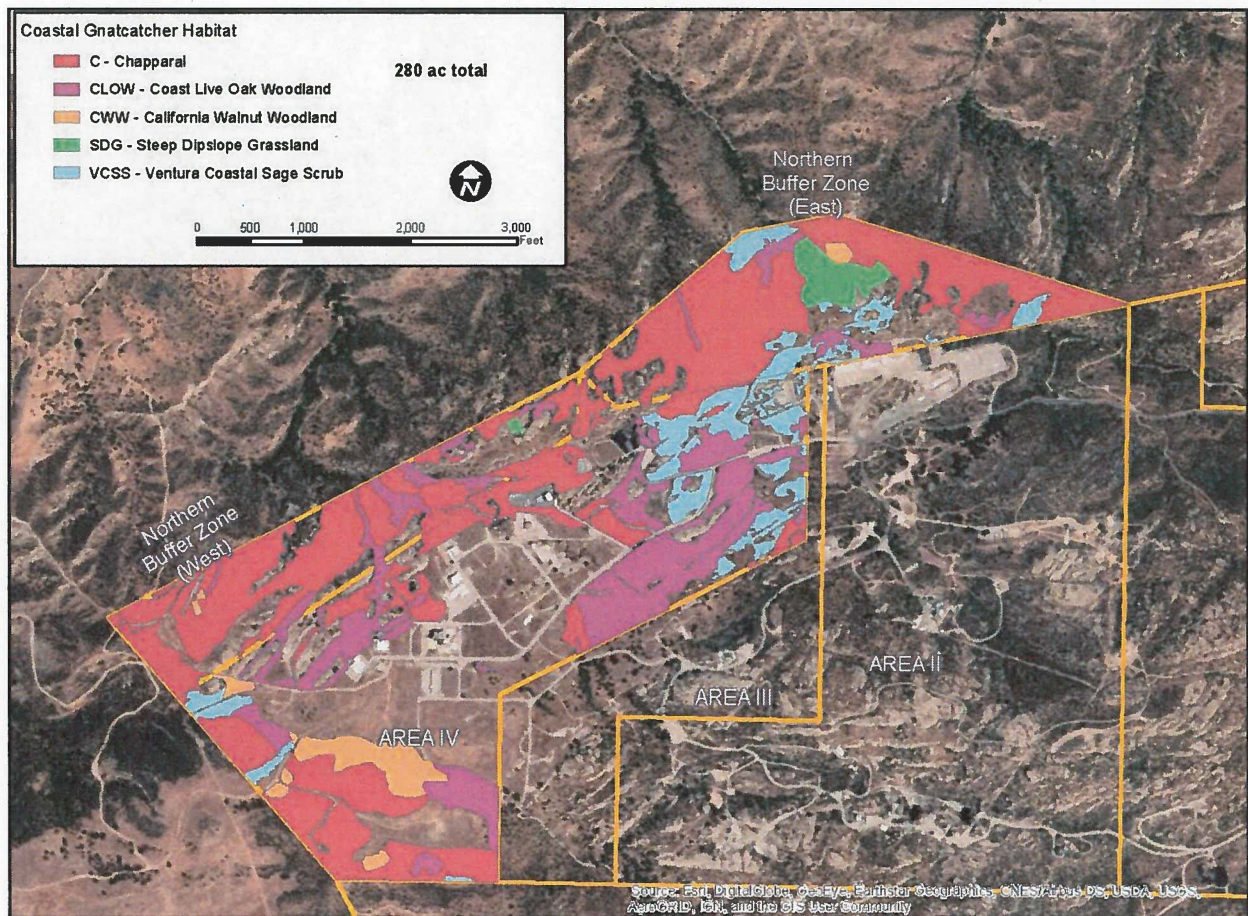 Coastal Gnatcatcher Habitat
C - Chapparal
280 ac total
CLOW - Coast Live Oak Woodland
CWW - California Walnut Woodland
SDG - Steep Dipslope Grassland
VCSS - Ventura Coastal Sage Scrub
N
0 500 1,000 2,000 3,000
Feet
Northern
Buffer Zone
(East)
Northern
Buffer Zone
(West)
AREA II
AREA III
AREA IV
Source: Esri, DigitalGlobe, GeoEye, Earthstar Geographics, CNES/Airbus DS, USDA, USGS,
AeroGRID, IGN, and the GIS User Community